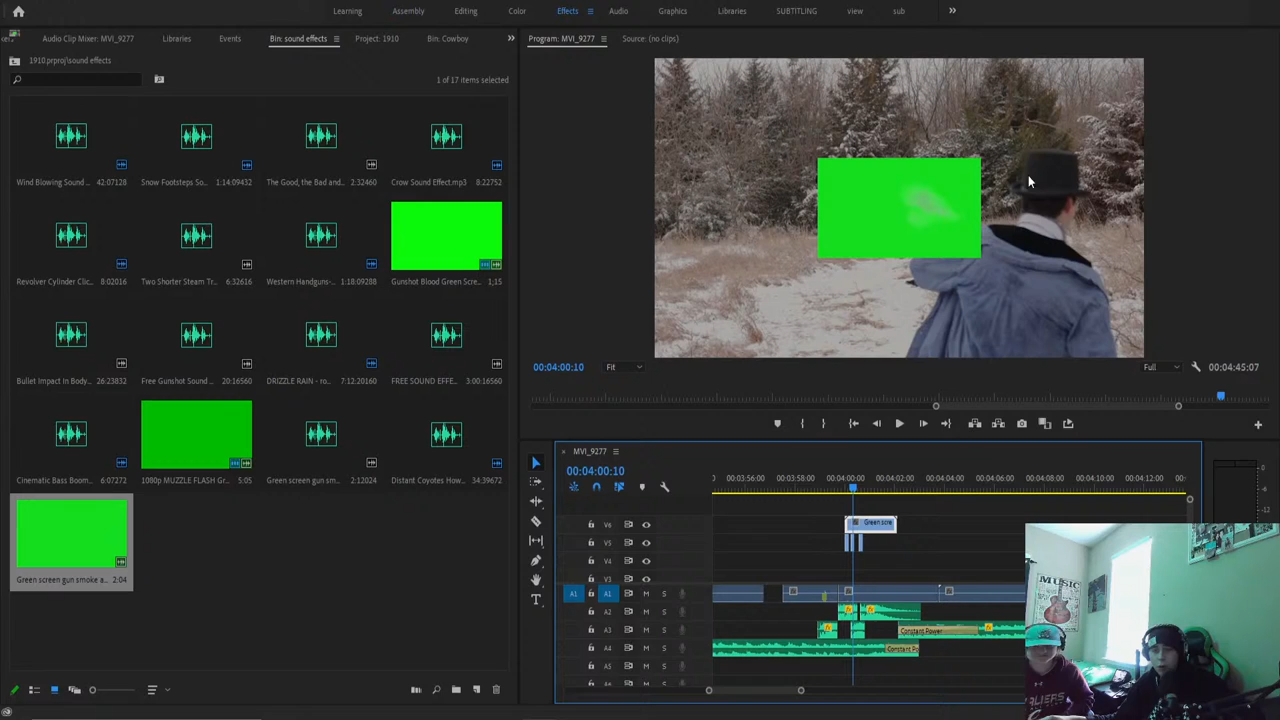 Learning Assembly Editing Color Effects Audio Graphics Libraries SUBTITLING view sub
Audio Clip Mixer: MVI_9277 Libraries Events Bin: sound effects Project: 1910 Bin: Cowboy
Program: MVI_9277 Source: (no clips)
1910.prproj\sound effects
1 of 17 items selected
Wind Blowing Sound ... 42:07128 Snow Footsteps So... 1:14:09432 The Good, the Bad and... 2:32460 Crow Sound Effect.mp3 8:22752
Revolver Cylinder Clic... 8:02016 Two Shorter Steam Tr... 6:32616 Western Handguns-... 1:18:09288 Gunshot Blood Green Scre... 1;15
Bullet Impact In Body... 26:23832 Free Gunshot Sound ... 20:16560 DRIZZLE RAIN - ro... 7:12:20160 FREE SOUND EFFE... 3:00:16560
Cinematic Bass Boom... 6:07272 1080p MUZZLE FLASH Gr... 5:05 Green screen gun sm... 2:12024 Distant Coyotes How... 34:39672
Green screen gun smoke a... 2:04
00:04:00:10 Fit Full 00:04:45:07
MVI_9277
00:04:00:10
00:03:56:00 00:03:58:00 00:04:00:00 00:04:02:00 00:04:04:00 00:04:06:00 00:04:08:00 00:04:10:00 00:04:12:00
V6 Green scre
V5
V4
V3
A1 A1 M S
A2 M S
A3 M S Constant Power
A4 M S Constant Po
A5 M S
0
-6
-12
MUSIC